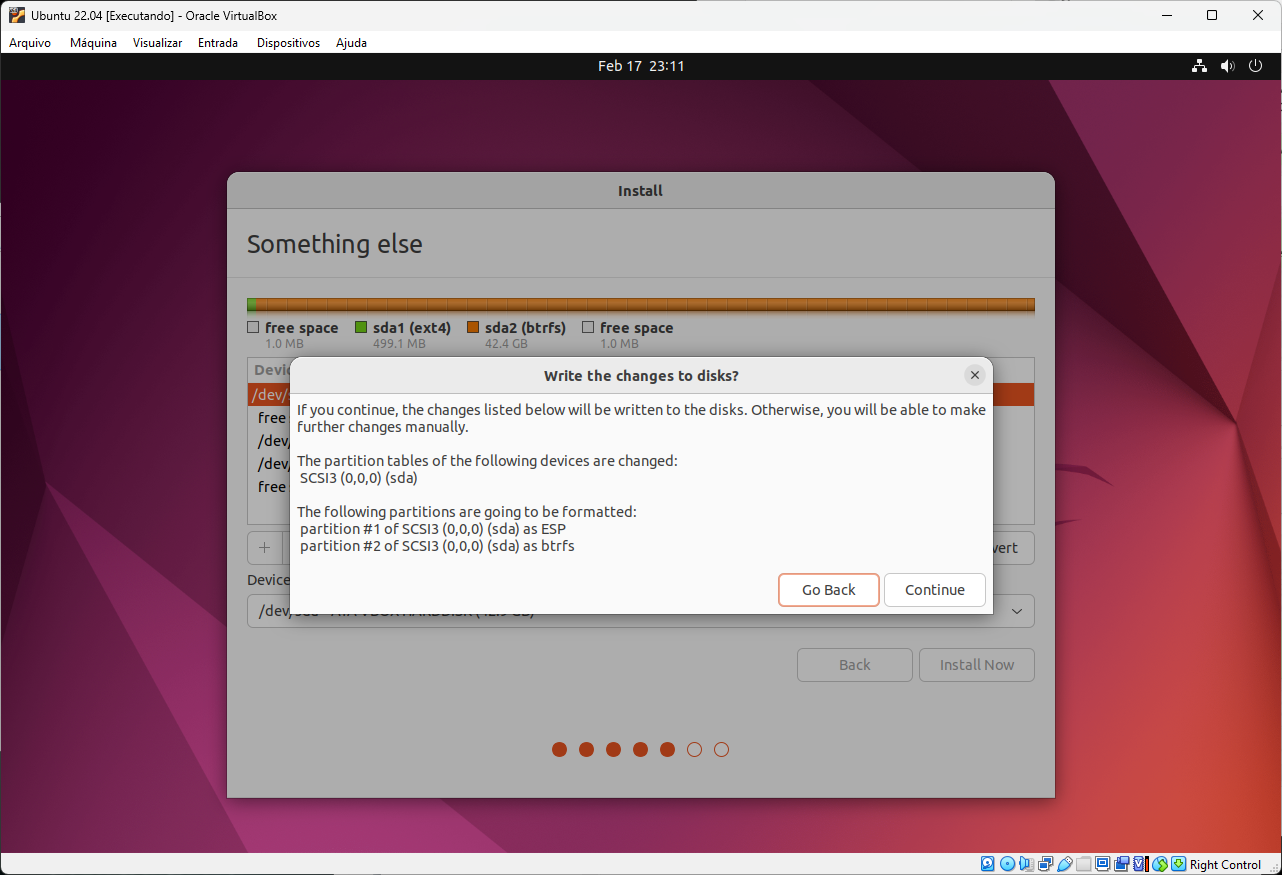 Ubuntu 22.04 [Executando] - Oracle VirtualBox
Arquivo Máquina Visualizar Entrada Dispositivos Ajuda
Feb 17 23:11
Install
Something else
free space sda1 (ext4) sda2 (btrfs) free space
1.0 MB 499.1 MB 42.4 GB 1.0 MB
Write the changes to disks?
If you continue, the changes listed below will be written to the disks. Otherwise, you will be able to make
further changes manually.
The partition tables of the following devices are changed:
SCSI3 (0,0,0) (sda)
The following partitions are going to be formatted:
partition #1 of SCSI3 (0,0,0) (sda) as ESP
partition #2 of SCSI3 (0,0,0) (sda) as btrfs
Go Back Continue
free
/dev/
/dev/
free
Device
Back Install Now
Right Control